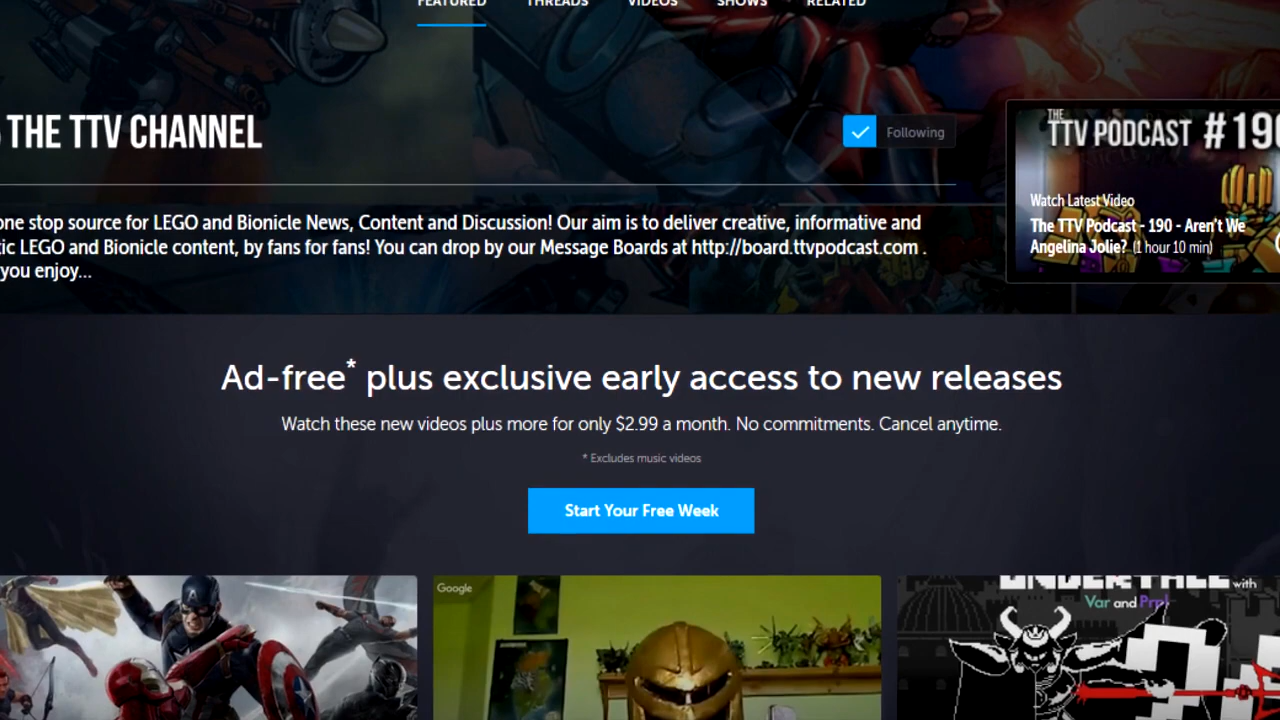 FEATURED THREADS VIDEOS SHOWS RELATED
THE TTV CHANNEL
Following
one stop source for LEGO and Bionicle News, Content and Discussion! Our aim is to deliver creative, informative and
tic LEGO and Bionicle content, by fans for fans! You can drop by our Message Boards at http://board.ttvpodcast.com .
you enjoy...
THE
TTV PODCAST #190
Watch Latest Video
The TTV Podcast - 190 - Aren't We
Angelina Jolie? (1 hour 10 min)
Ad-free* plus exclusive early access to new releases
Watch these new videos plus more for only $2.99 a month. No commitments. Cancel anytime.
* Excludes music videos
Start Your Free Week
Google
UNDERTALE with
Var and Prpl